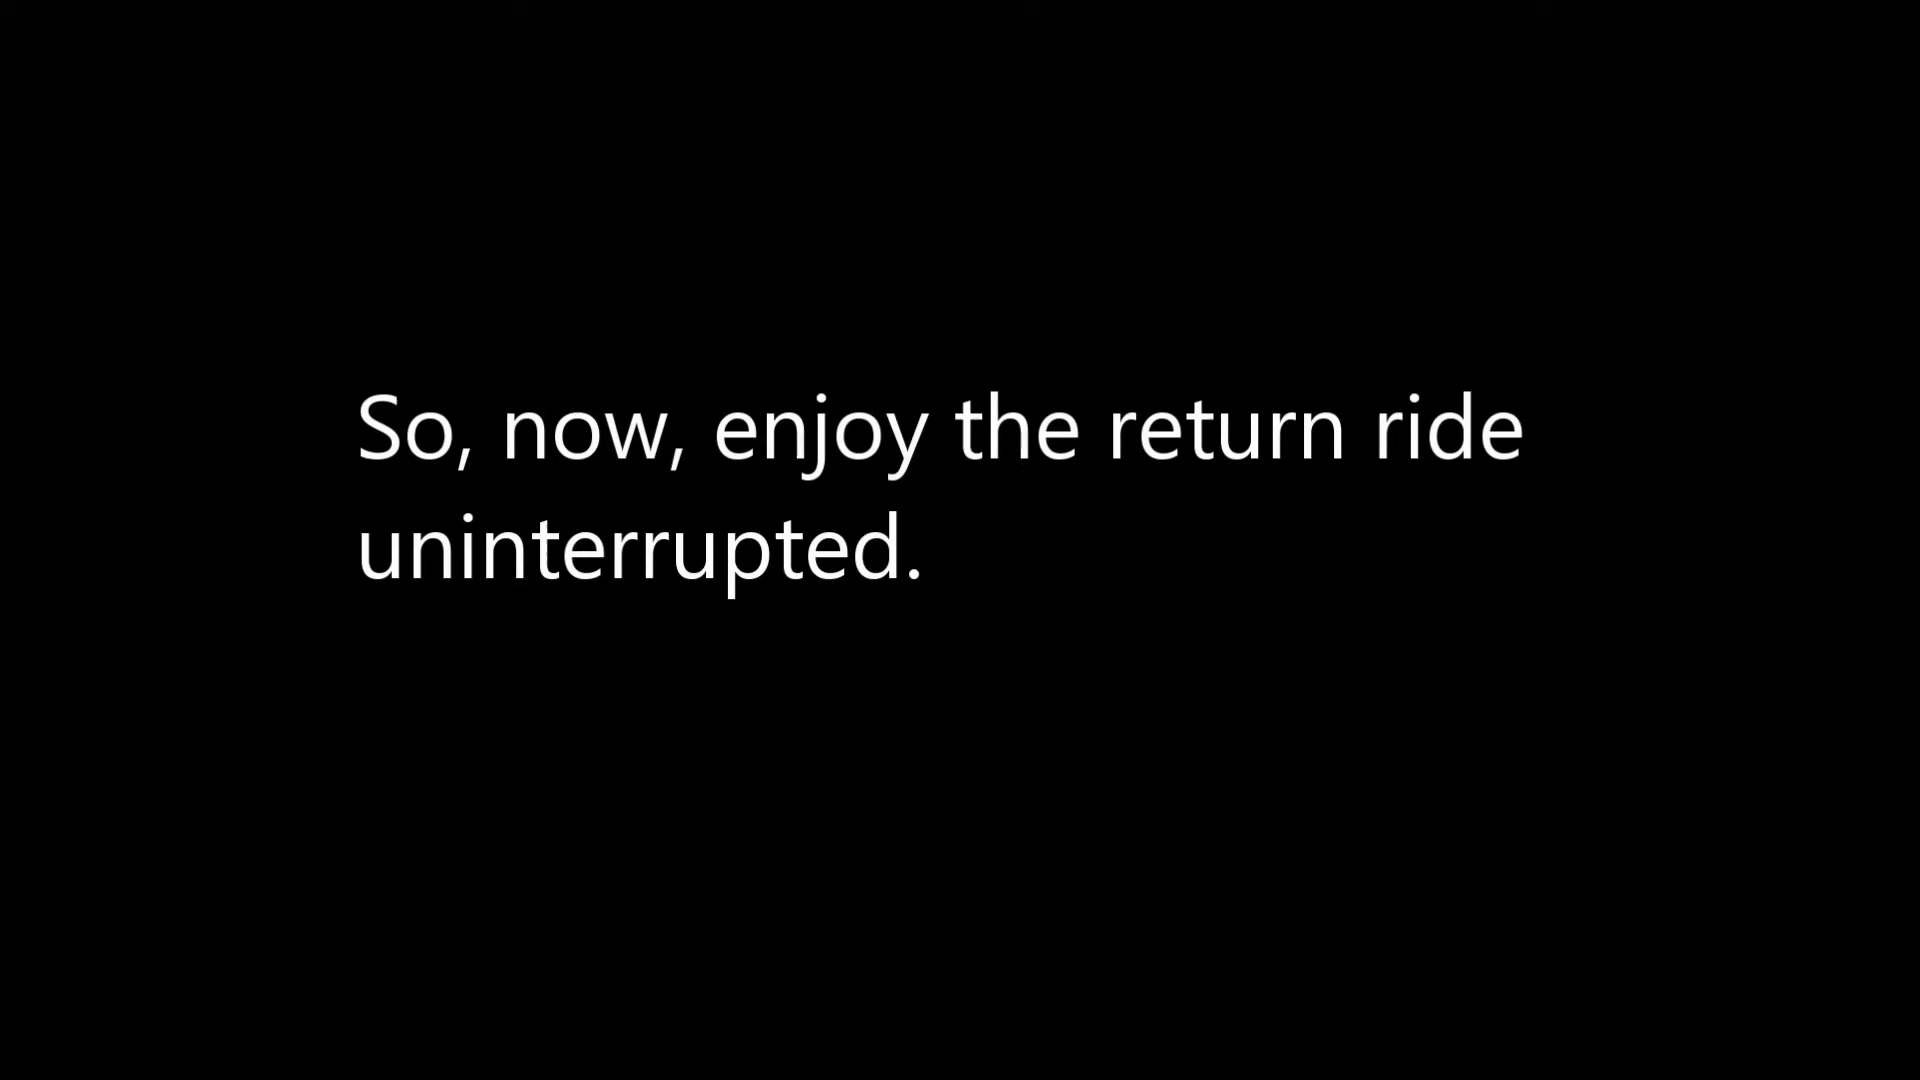 So, now, enjoy the return ride
uninterrupted.